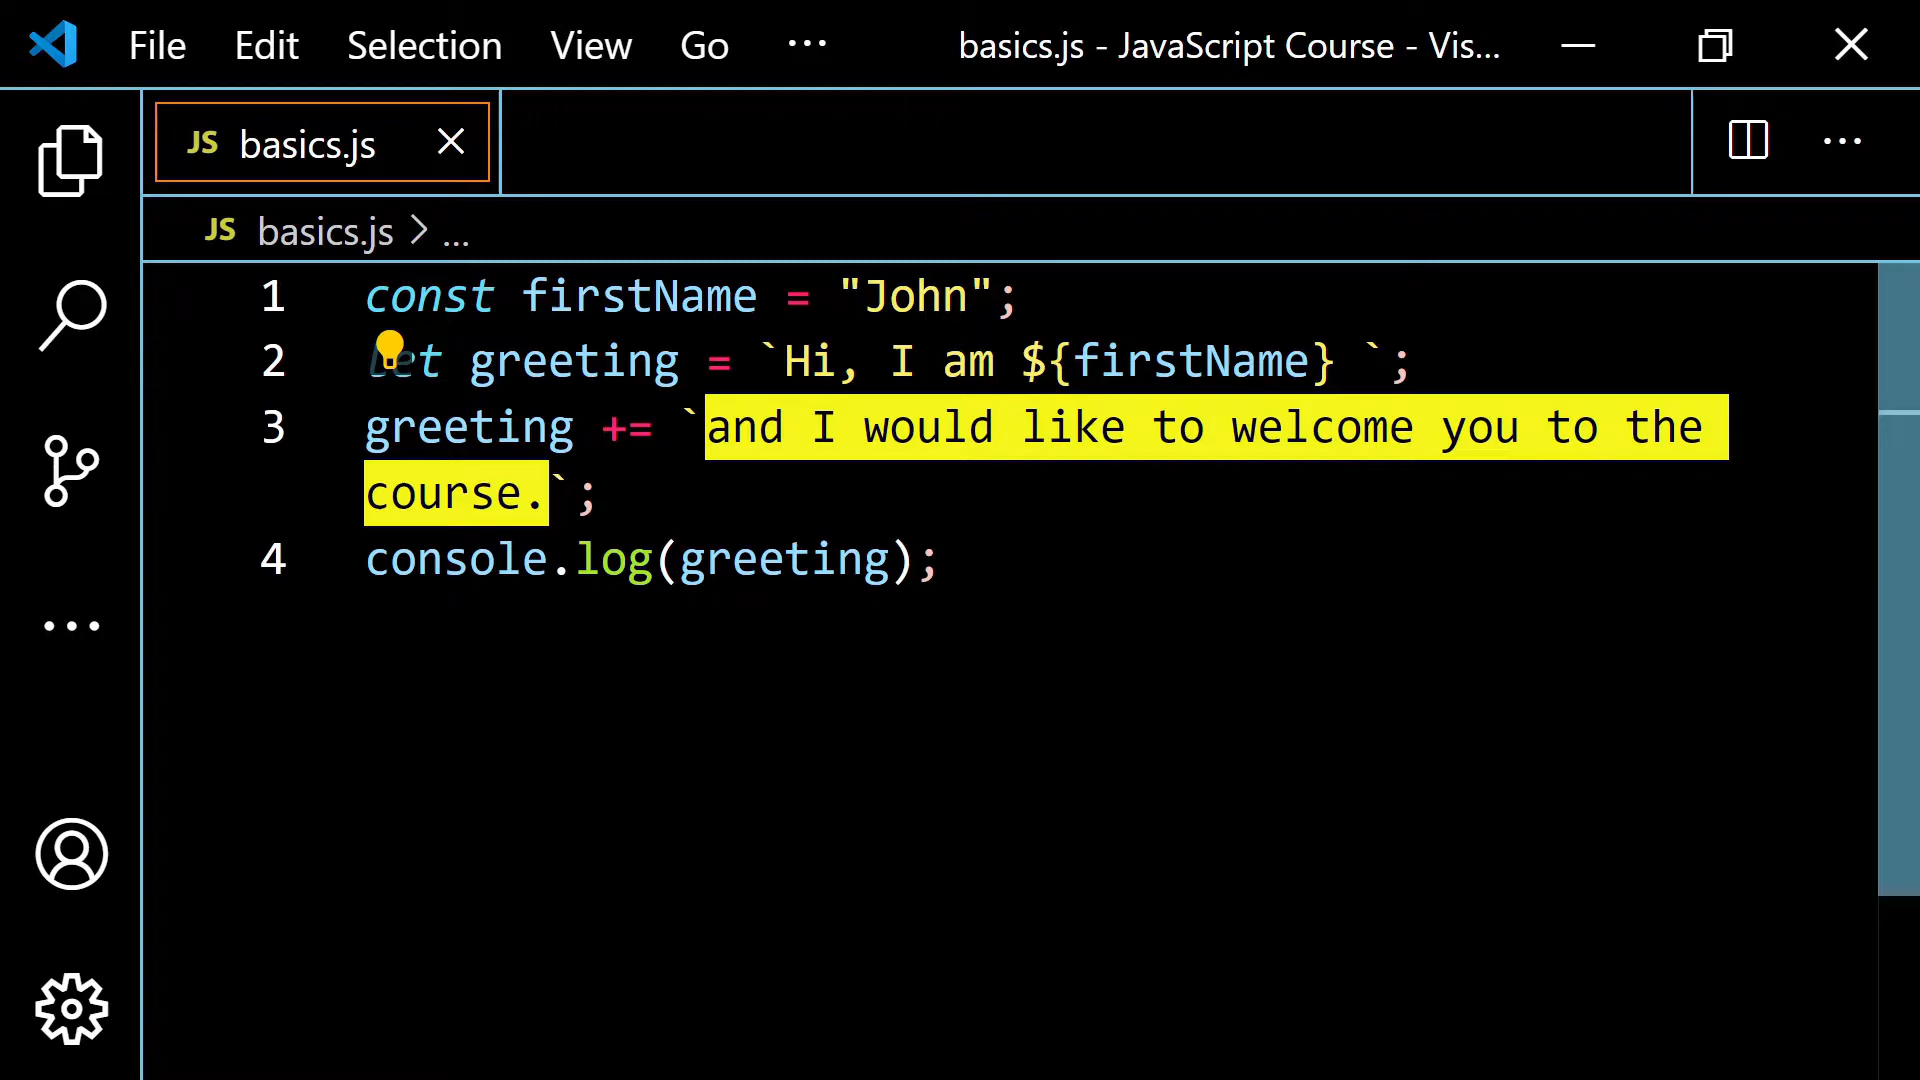 File Edit Selection View Go ... basics.js - JavaScript Course - Vis...
JS basics.js
JS basics.js > ...
1 const firstName = "John";
2 let greeting = `Hi, I am ${firstName} `;
3 greeting += `and I would like to welcome you to the
course.`;
4 console.log(greeting);